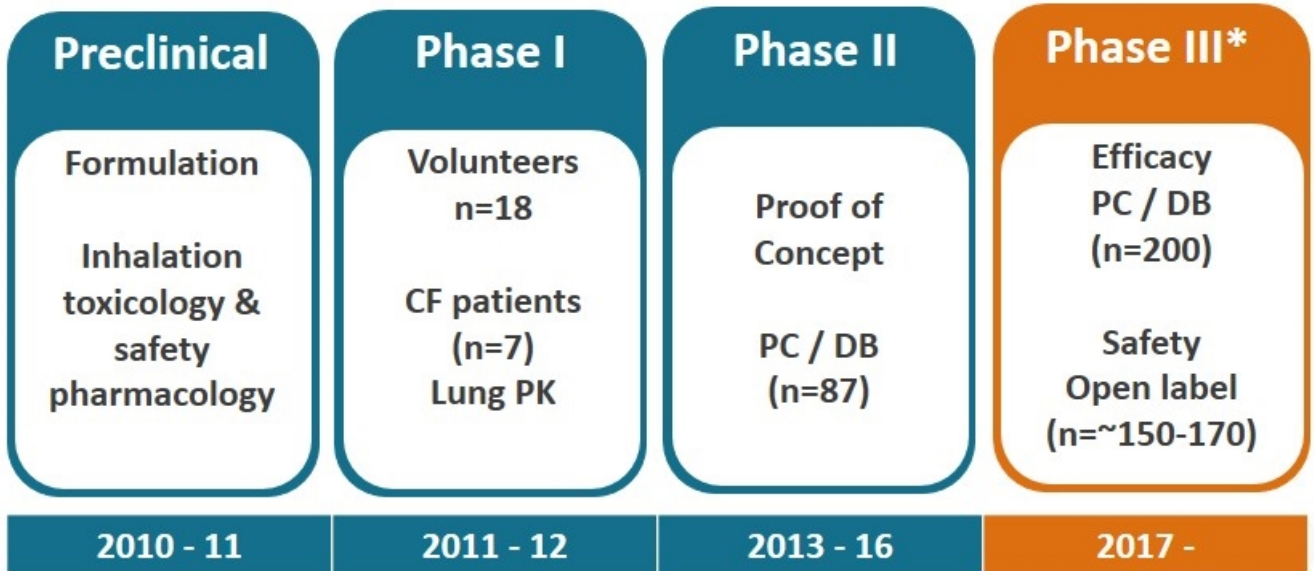 Preclinical
Formulation
Inhalation
toxicology &
safety
pharmacology
2010 - 11
Phase I
Volunteers
n=18
CF patients
(n=7)
Lung PK
2011 - 12
Phase II
Proof of
Concept
PC / DB
(n=87)
2013 - 16
Phase III*
Efficacy
PC / DB
(n=200)
Safety
Open label
(n=~150-170)
2017 -